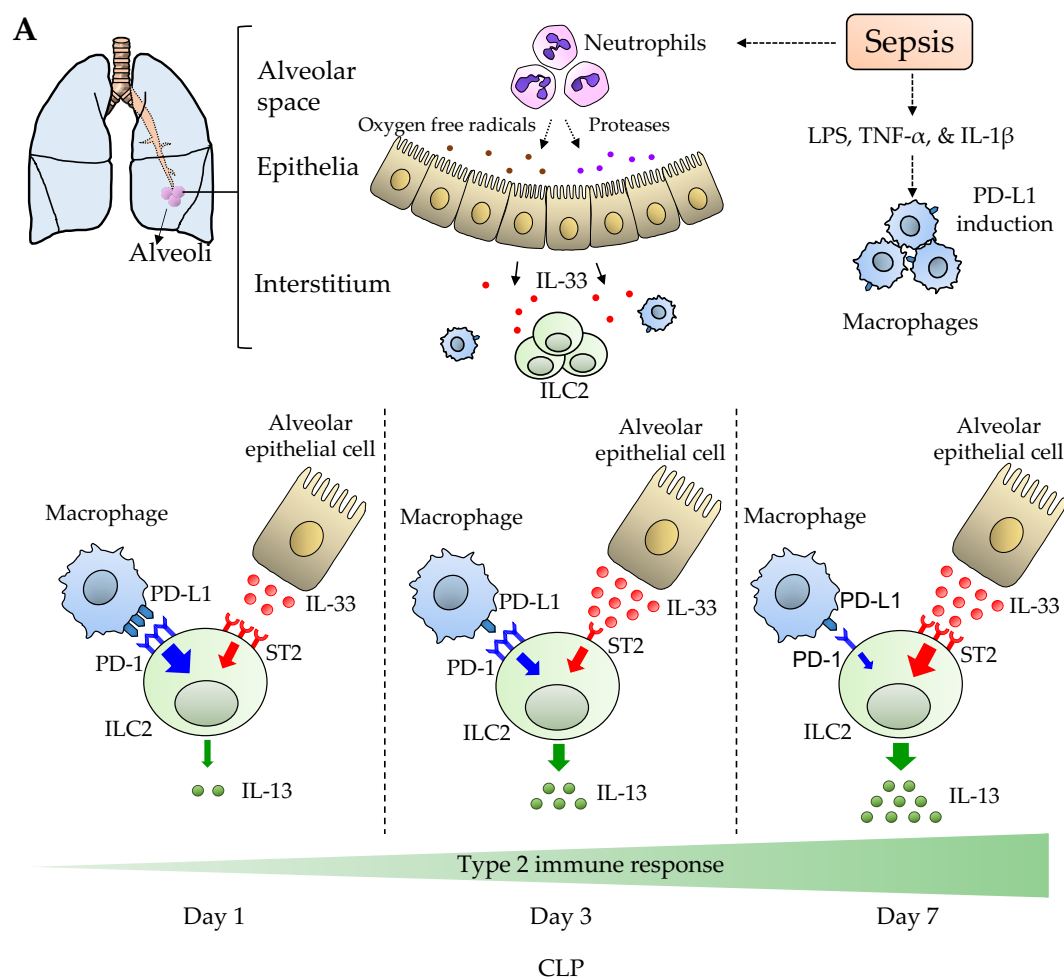 A
Neutrophils
Sepsis
Alveolar
space
Oxygen free radicals
Proteases
LPS, TNF-α, & IL-1β
Epithelia
PD-L1
induction
Alveoli
Interstitium
IL-33
Macrophages
ILC2
Alveolar
epithelial cell
Macrophage
PD-L1
IL-33
PD-1
ST2
ILC2
IL-13
Alveolar
epithelial cell
Macrophage
PD-L1
IL-33
PD-1
ST2
ILC2
IL-13
Alveolar
epithelial cell
Macrophage
PD-L1
IL-33
PD-1
ST2
ILC2
IL-13
Type 2 immune response
Day 1
Day 3
Day 7
CLP